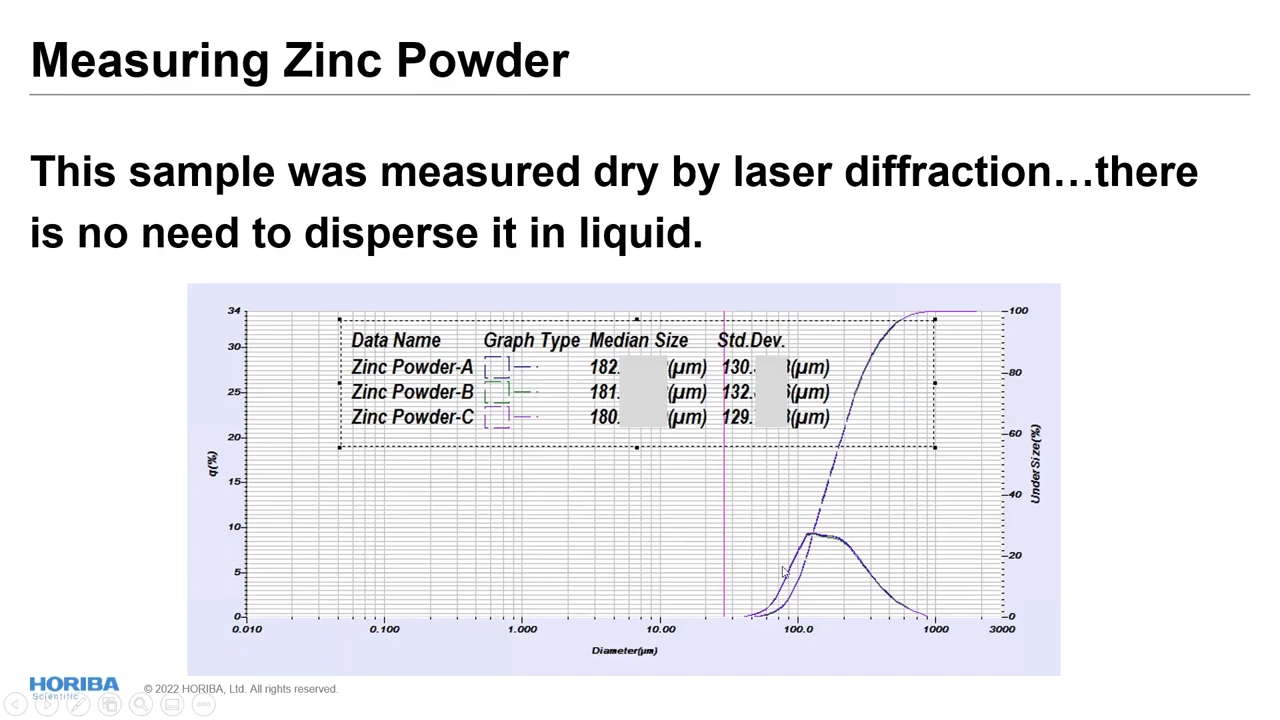 Measuring Zinc Powder
This sample was measured dry by laser diffraction…there
is no need to disperse it in liquid.
Data Name Graph Type Median Size Std.Dev.
Zinc Powder-A 182. (µm) 130. (µm)
Zinc Powder-B 181. (µm) 132. (µm)
Zinc Powder-C 180. (µm) 129. (µm)
34
30
25
20
15
10
5
0
q(%)
100
80
60
40
20
0
UnderSize(%)
0.010 0.100 1.000 10.00 100.0 1000 3000
Diameter(µm)
HORIBA
Scientific
© 2022 HORIBA, Ltd. All rights reserved.